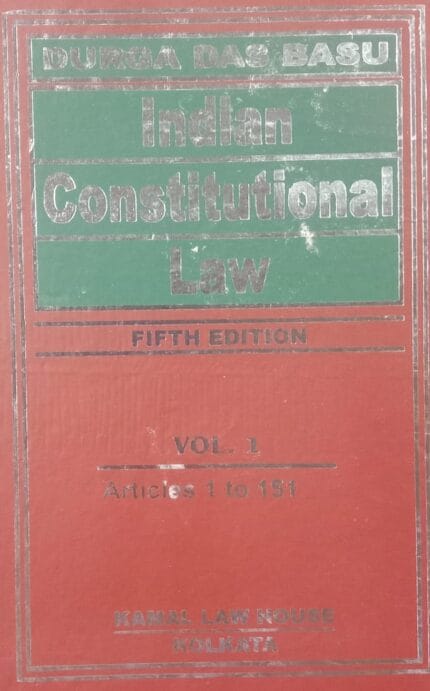 DURGA DAS BASU
Indian
Constitutional
Law
FIFTH EDITION
VOL. 1
Articles 1 to 151
KAMAL LAW HOUSE
KOLKATA